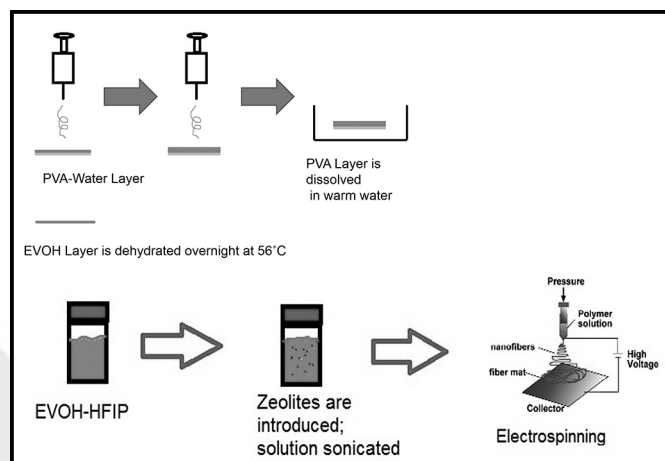 PVA-Water Layer
PVA Layer is
dissolved
in warm water
EVOH Layer is dehydrated overnight at 56°C
EVOH-HFIP
Zeolites are
introduced;
solution sonicated
Pressure
Polymer
solution
nanofibers
High
Voltage
fiber mat
Collector
Electrospinning